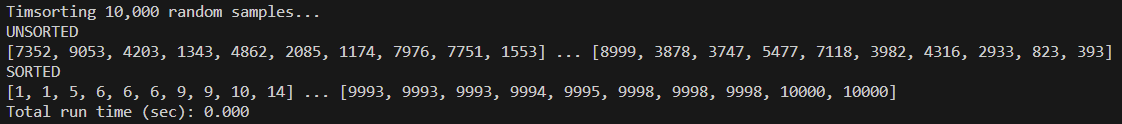 Timsorting 10,000 random samples...
UNSORTED
[7352, 9053, 4203, 1343, 4862, 2085, 1174, 7976, 7751, 1553] ... [8999, 3878, 3747, 5477, 7118, 3982, 4316, 2933, 823, 393]
SORTED
[1, 1, 5, 6, 6, 6, 9, 9, 10, 14] ... [9993, 9993, 9993, 9994, 9995, 9998, 9998, 9998, 10000, 10000]
Total run time (sec): 0.000